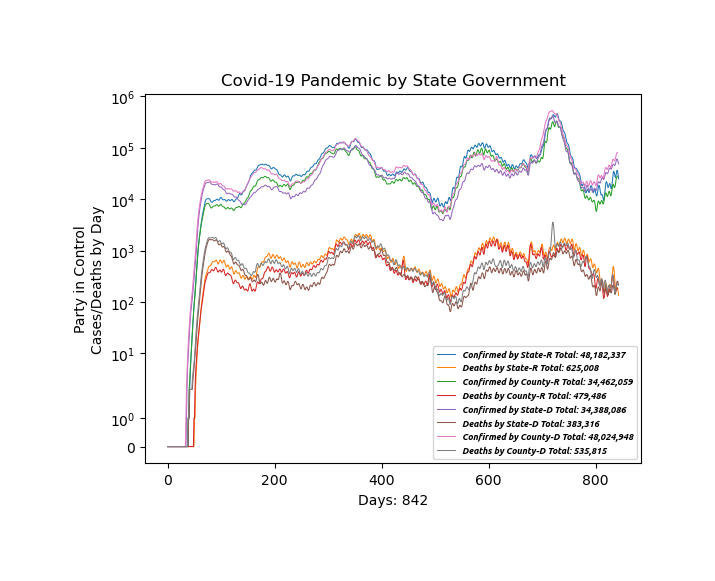 Covid-19 Pandemic by State Government
Party in Control
Cases/Deaths by Day
10^6
10^5
10^4
10^3
10^2
10^1
10^0
0
Confirmed by State-R Total: 48,182,337
Deaths by State-R Total: 625,008
Confirmed by County-R Total: 34,462,059
Deaths by County-R Total: 479,486
Confirmed by State-D Total: 34,388,086
Deaths by State-D Total: 383,316
Confirmed by County-D Total: 48,024,948
Deaths by County-D Total: 535,815
0 200 400 600 800
Days: 842